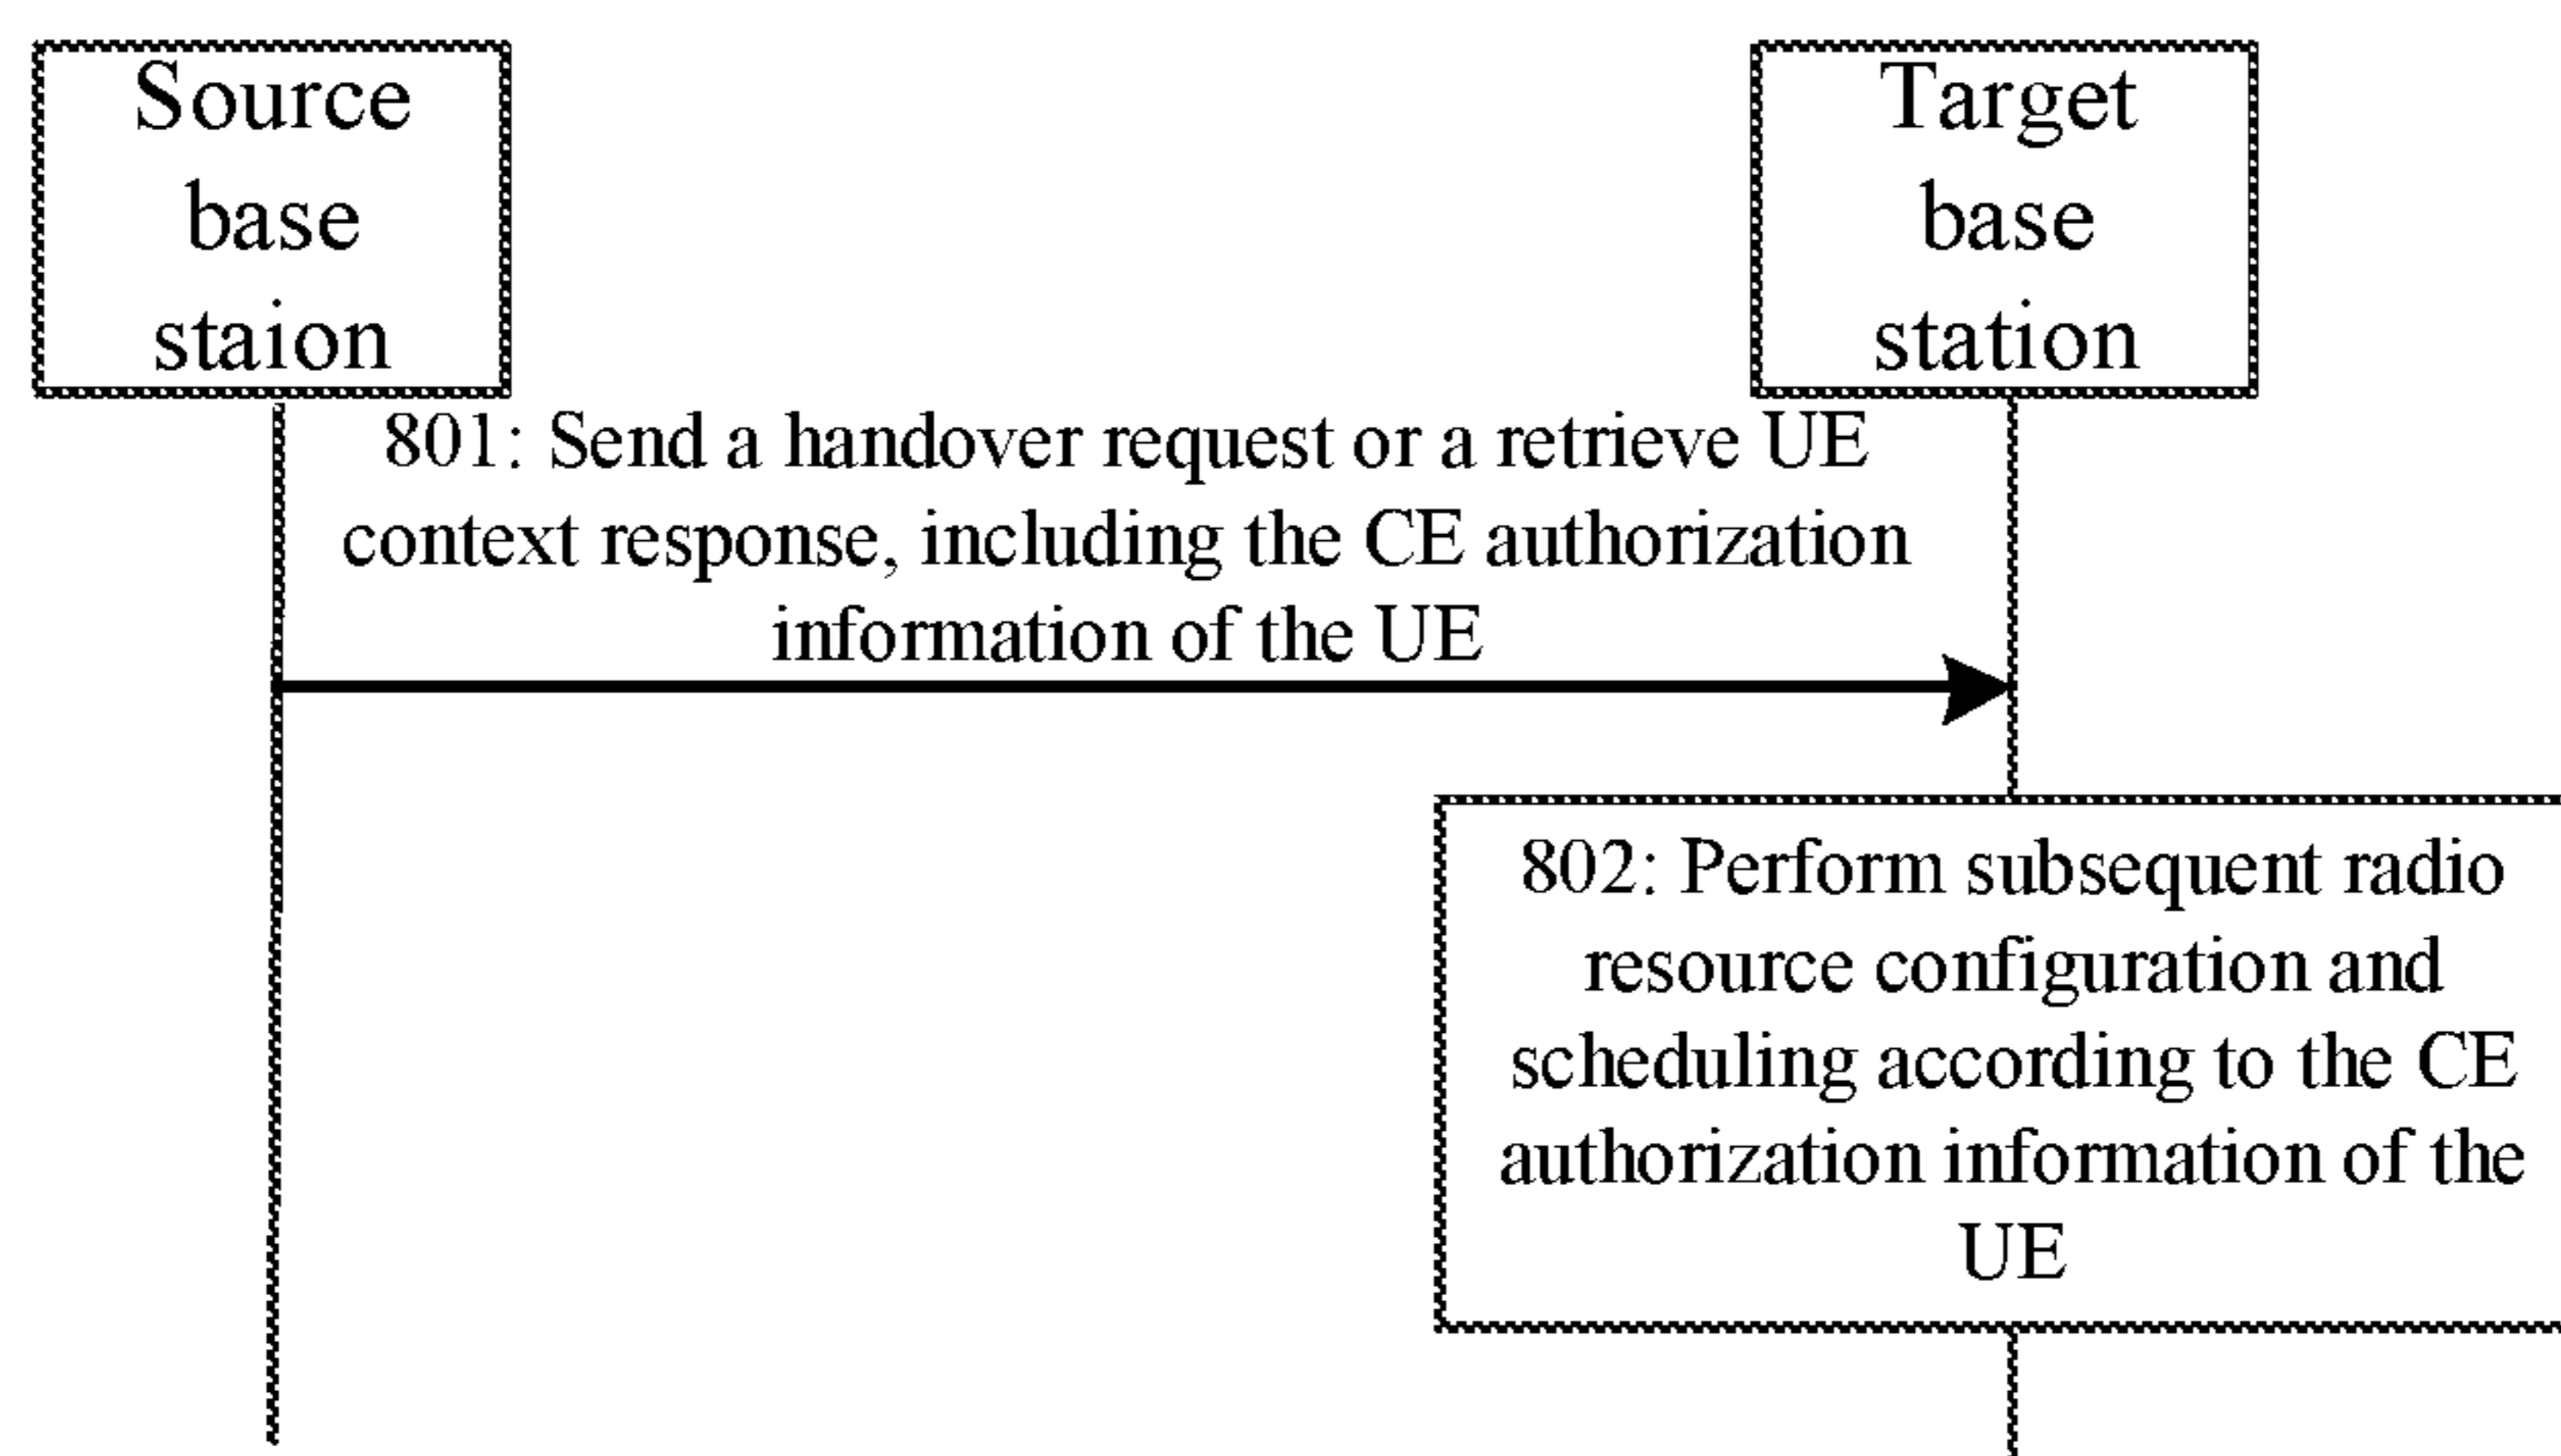 Source
base
staion
Target
base
station
801: Send a handover request or a retrieve UE
context response, including the CE authorization
information of the UE
802: Perform subsequent radio
resource configuration and
scheduling according to the CE
authorization information of the
UE